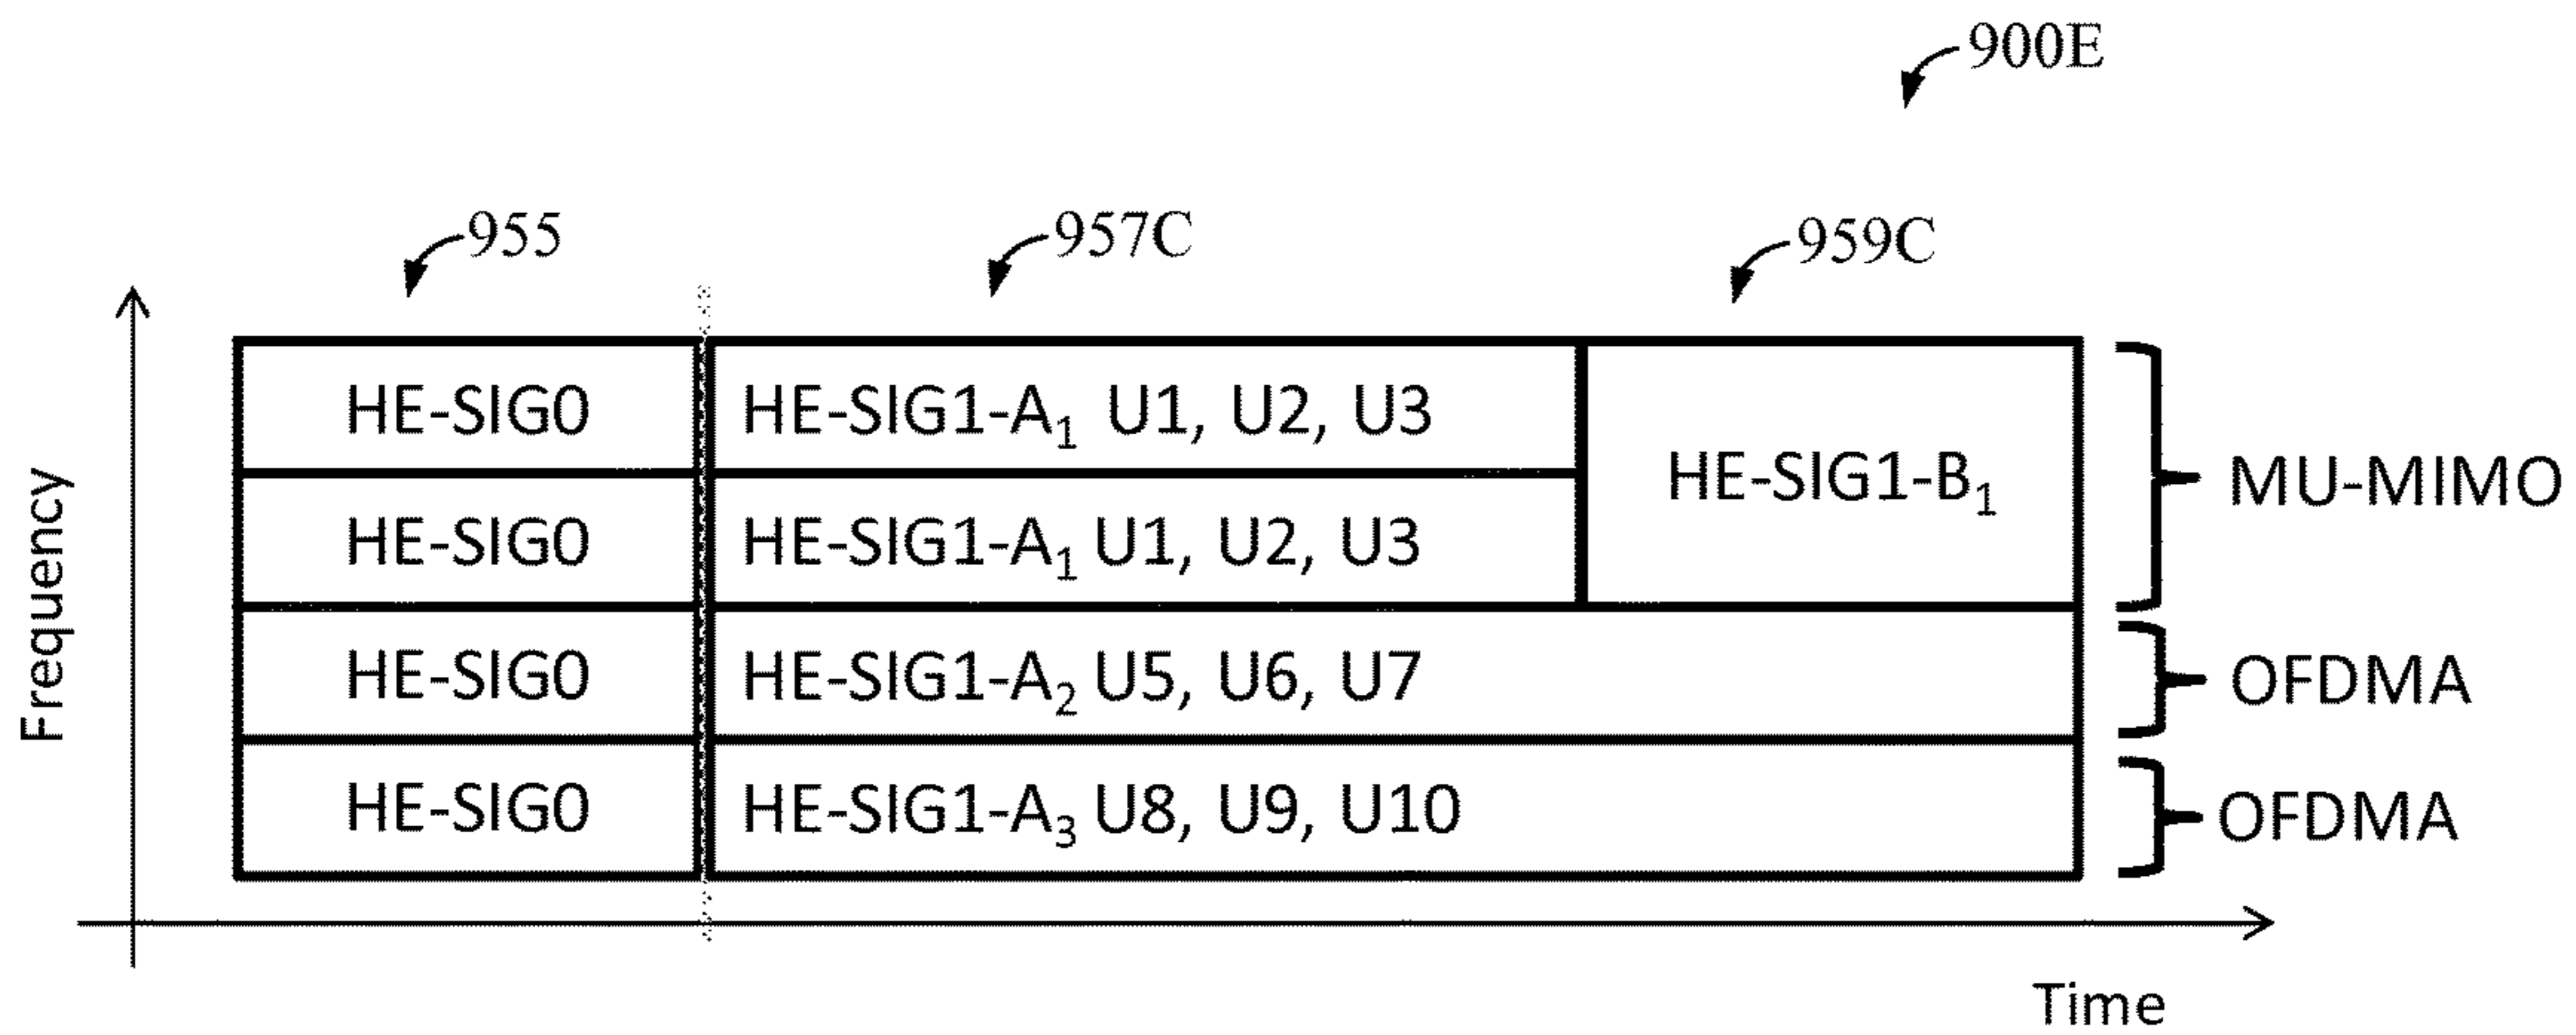 900E
955
957C
959C
HE-SIG0
HE-SIG1-A₁ U1, U2, U3
HE-SIG1-B₁
MU-MIMO
HE-SIG0
HE-SIG1-A₁ U1, U2, U3
HE-SIG0
HE-SIG1-A₂ U5, U6, U7
OFDMA
HE-SIG0
HE-SIG1-A₃ U8, U9, U10
OFDMA
Frequency
Time